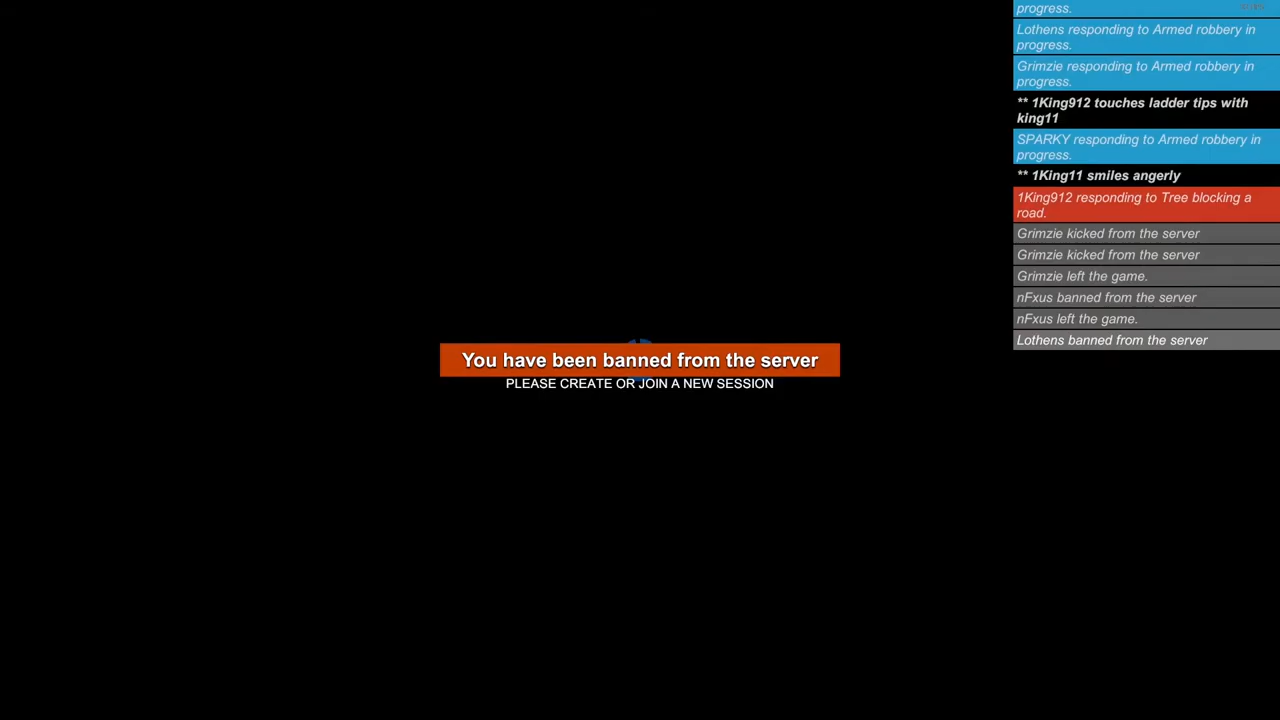 progress.
Lothens responding to Armed robbery in
progress.
Grimzie responding to Armed robbery in
progress.
** 1King912 touches ladder tips with
king11
SPARKY responding to Armed robbery in
progress.
** 1King11 smiles angerly
1King912 responding to Tree blocking a
road.
Grimzie kicked from the server
Grimzie kicked from the server
Grimzie left the game.
nFxus banned from the server
nFxus left the game.
Lothens banned from the server
You have been banned from the server
PLEASE CREATE OR JOIN A NEW SESSION